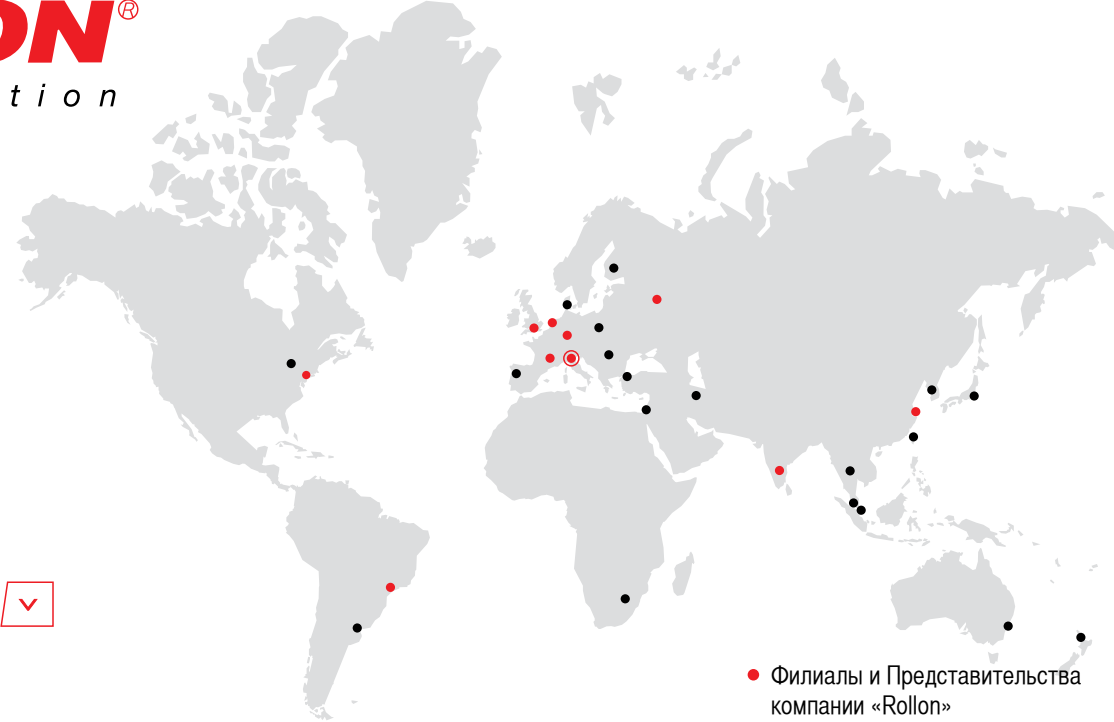 ON®
tion
Филиалы и Представительства
компании «Rollon»